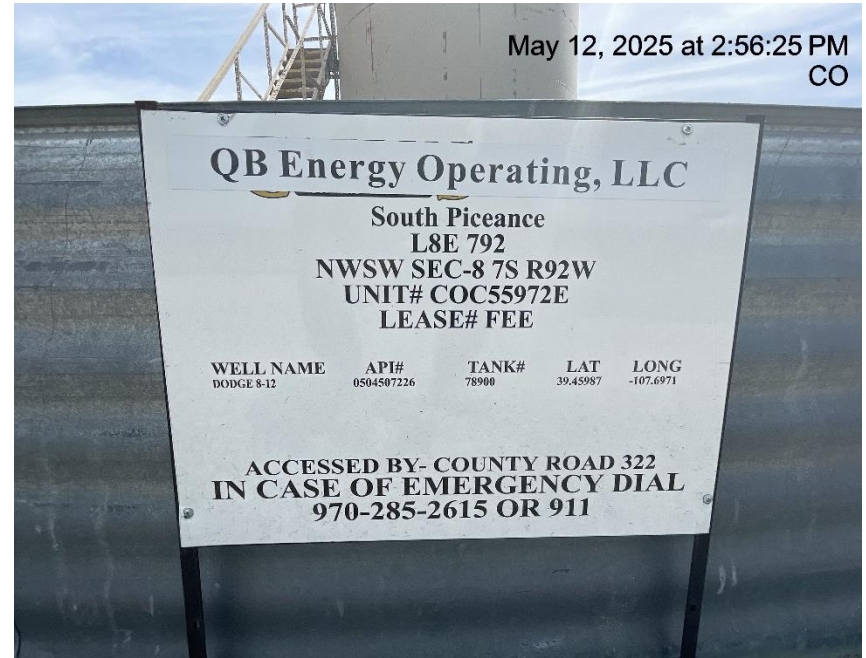 May 12, 2025 at 2:56:25 PM
CO
QB Energy Operating, LLC
South Piceance
L8E 792
NWSW SEC-8 7S R92W
UNIT# COC55972E
LEASE# FEE
WELL NAME API# TANK# LAT LONG
DODGE 8-12 0504507226 78900 39.45987 -107.6971
ACCESSED BY- COUNTY ROAD 322
IN CASE OF EMERGENCY DIAL
970-285-2615 OR 911